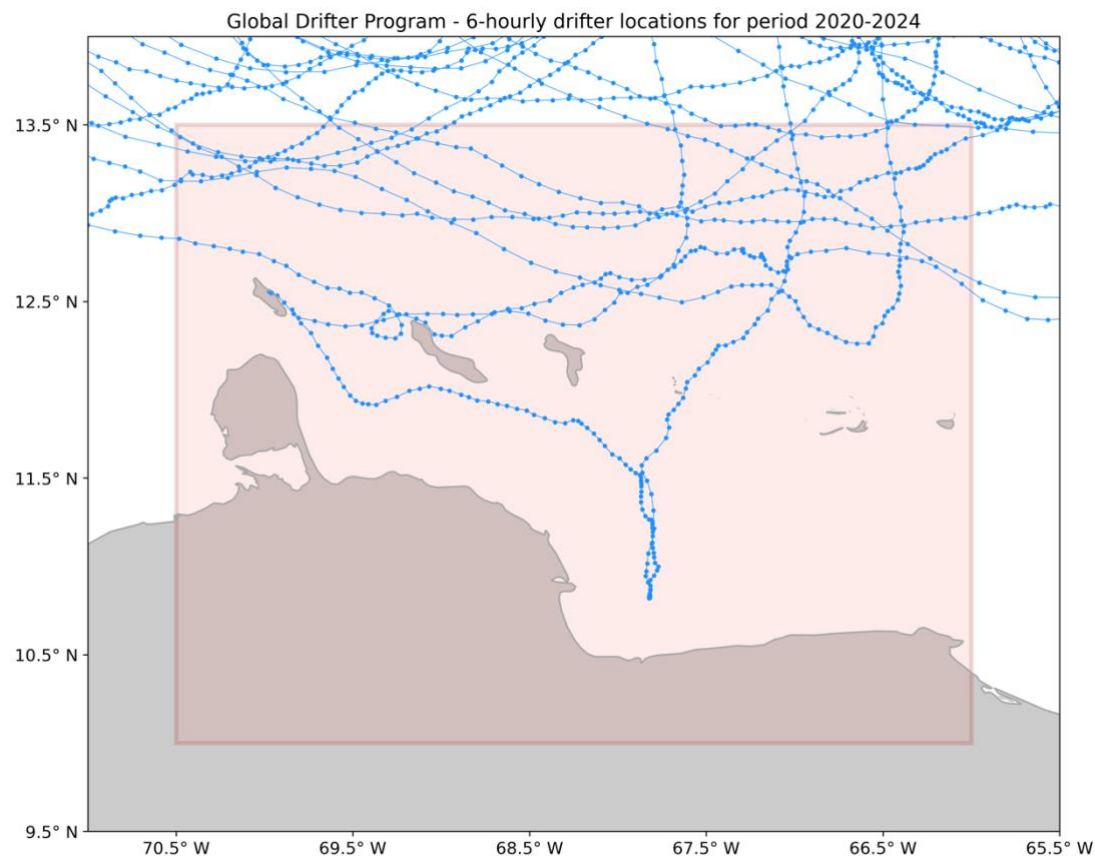 Global Drifter Program - 6-hourly drifter locations for period 2020-2024
13.5° N
12.5° N
11.5° N
10.5° N
9.5° N
70.5° W
69.5° W
68.5° W
67.5° W
66.5° W
65.5° W